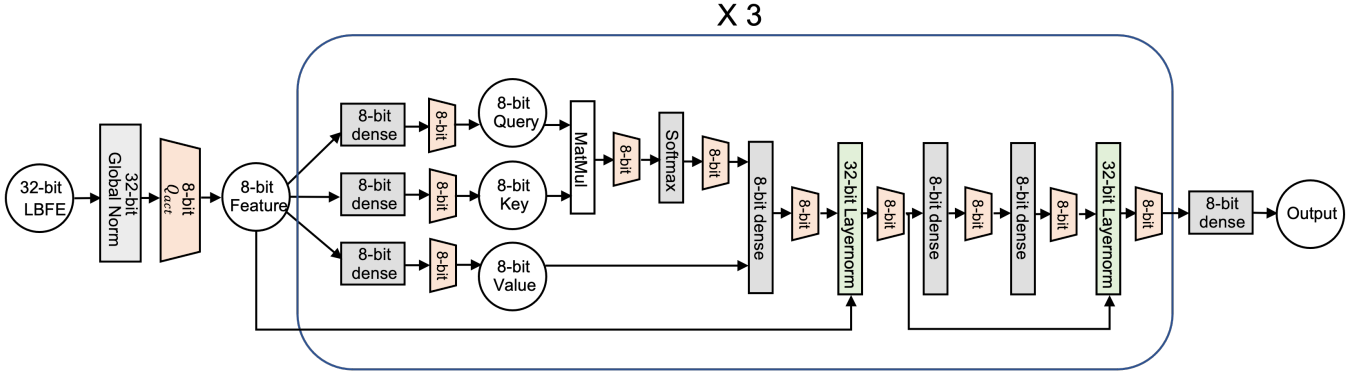 X 3
32-bit
LBFE
32-bit
Global Norm
8-bit
Qact
8-bit
Feature
8-bit
dense
8-bit
8-bit
Query
8-bit
dense
8-bit
8-bit
Key
8-bit
dense
8-bit
8-bit
Value
MatMul
8-bit
Softmax
8-bit
8-bit dense
8-bit
32-bit Layernorm
8-bit
8-bit dense
8-bit
8-bit dense
8-bit
32-bit Layernorm
8-bit
8-bit
dense
Output